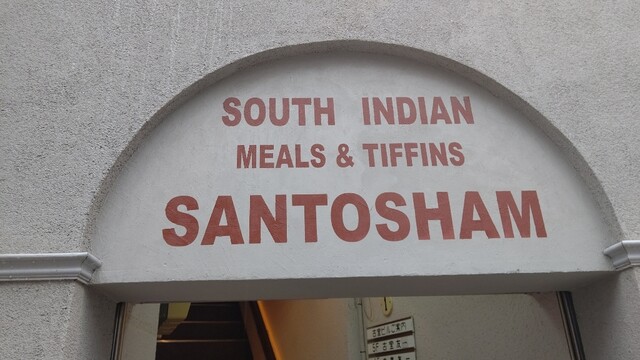 SOUTH INDIAN
MEALS & TIFFINS
SANTOSHAM